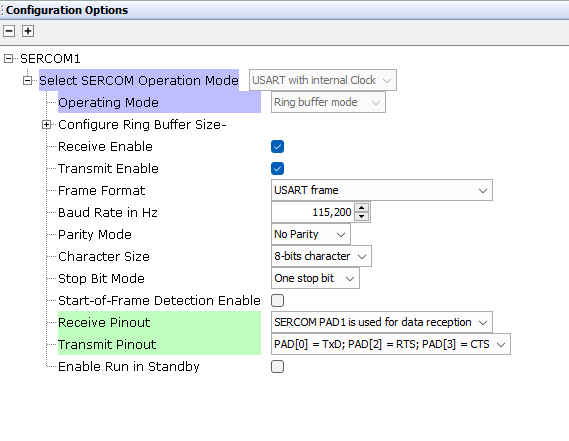 Configuration Options
SERCOM1
Select SERCOM Operation Mode USART with internal Clock
Operating Mode Ring buffer mode
Configure Ring Buffer Size-
Receive Enable
Transmit Enable
Frame Format USART frame
Baud Rate in Hz 115,200
Parity Mode No Parity
Character Size 8-bits character
Stop Bit Mode One stop bit
Start-of-Frame Detection Enable
Receive Pinout SERCOM PAD1 is used for data reception
Transmit Pinout PAD[0] = TxD; PAD[2] = RTS; PAD[3] = CTS
Enable Run in Standby